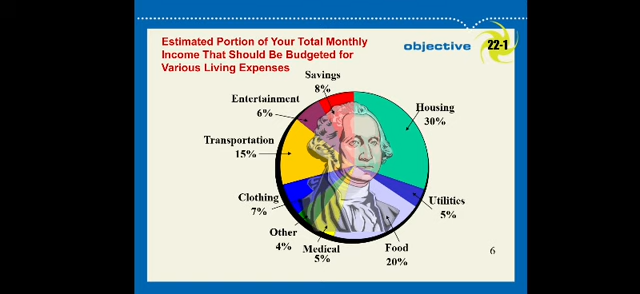 Estimated Portion of Your Total Monthly
Income That Should Be Budgeted for
Various Living Expenses
objective 22-1
Savings
8%
Entertainment
6%
Housing
30%
Transportation
15%
Clothing
7%
Utilities
5%
Other
4%
Medical
5%
Food
20%
6